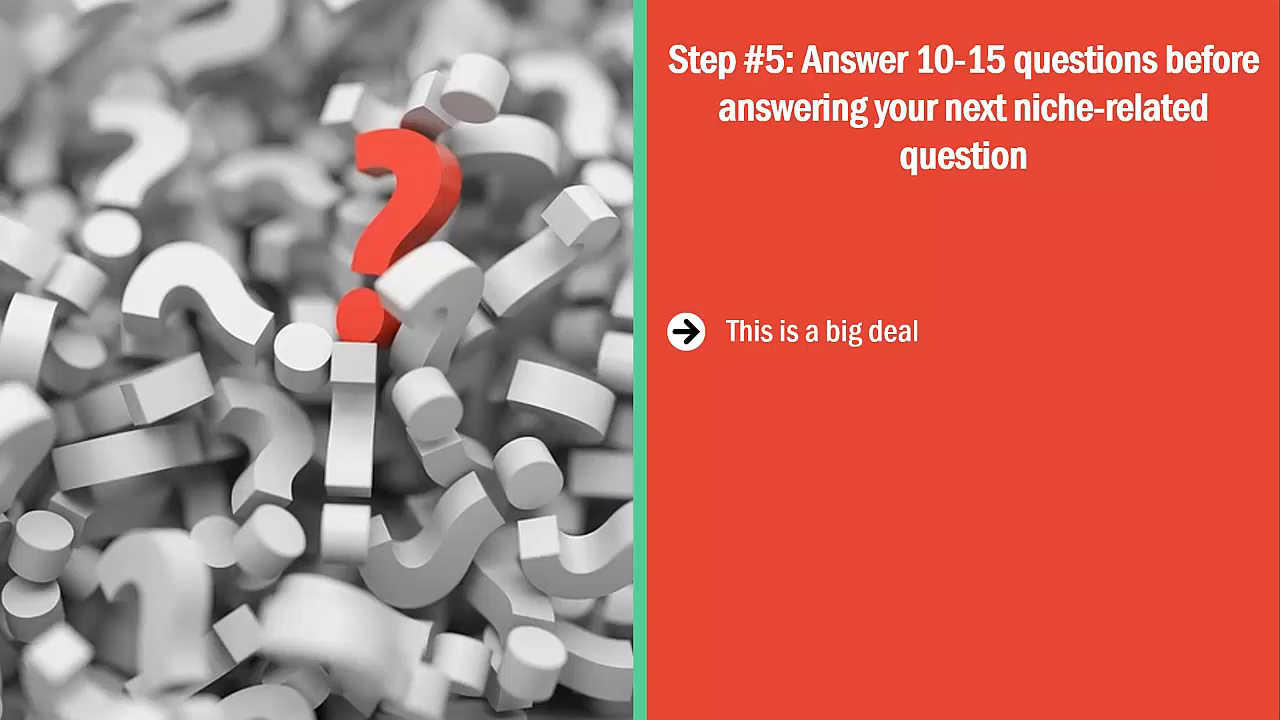 Step #5: Answer 10-15 questions before
answering your next niche-related
question
This is a big deal